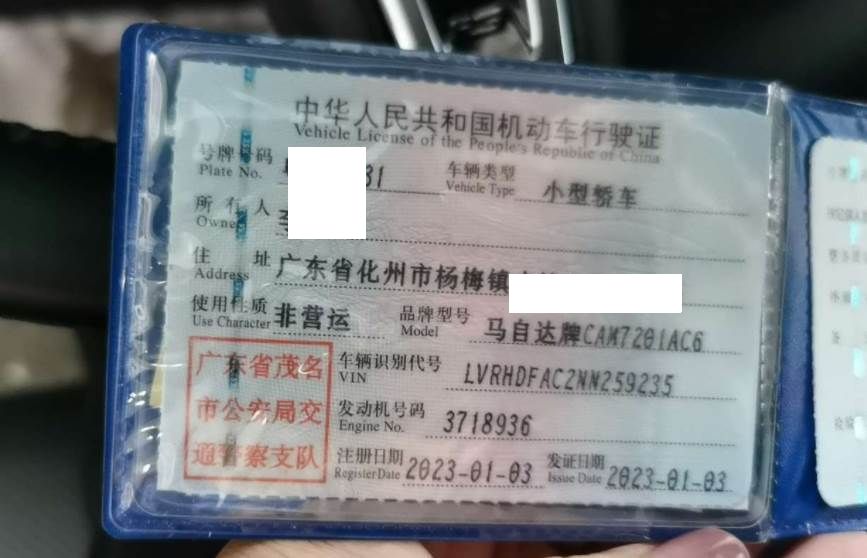 中华人民共和国机动车行驶证
Vehicle License of the People's Republic of China
号牌号码 31 车辆类型 小型轿车
Plate No. Vehicle Type
所有人
Owner
住址 广东省化州市杨梅镇
Address
使用性质 非营运 品牌型号 马自达牌CAM7201AC6
Use Character Model
广东省茂名
市公安局交
通警察支队
车辆识别代号 LVRHDFAC2NN259235
VIN
发动机号码 3718936
Engine No.
注册日期 2023-01-03 发证日期 2023-01-03
Register Date Issue Date